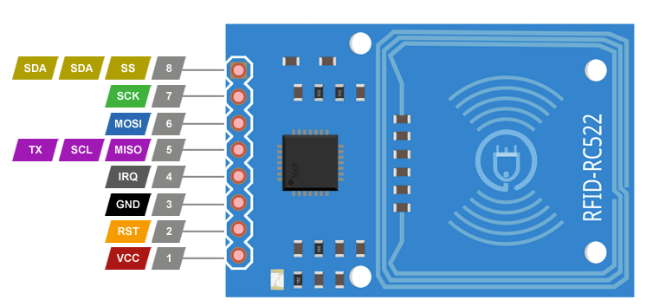 SDA SDA SS 8
SCK 7
MOSI 6
TX SCL MISO 5
IRQ 4
GND 3
RST 2
VCC 1
RFID-RC522